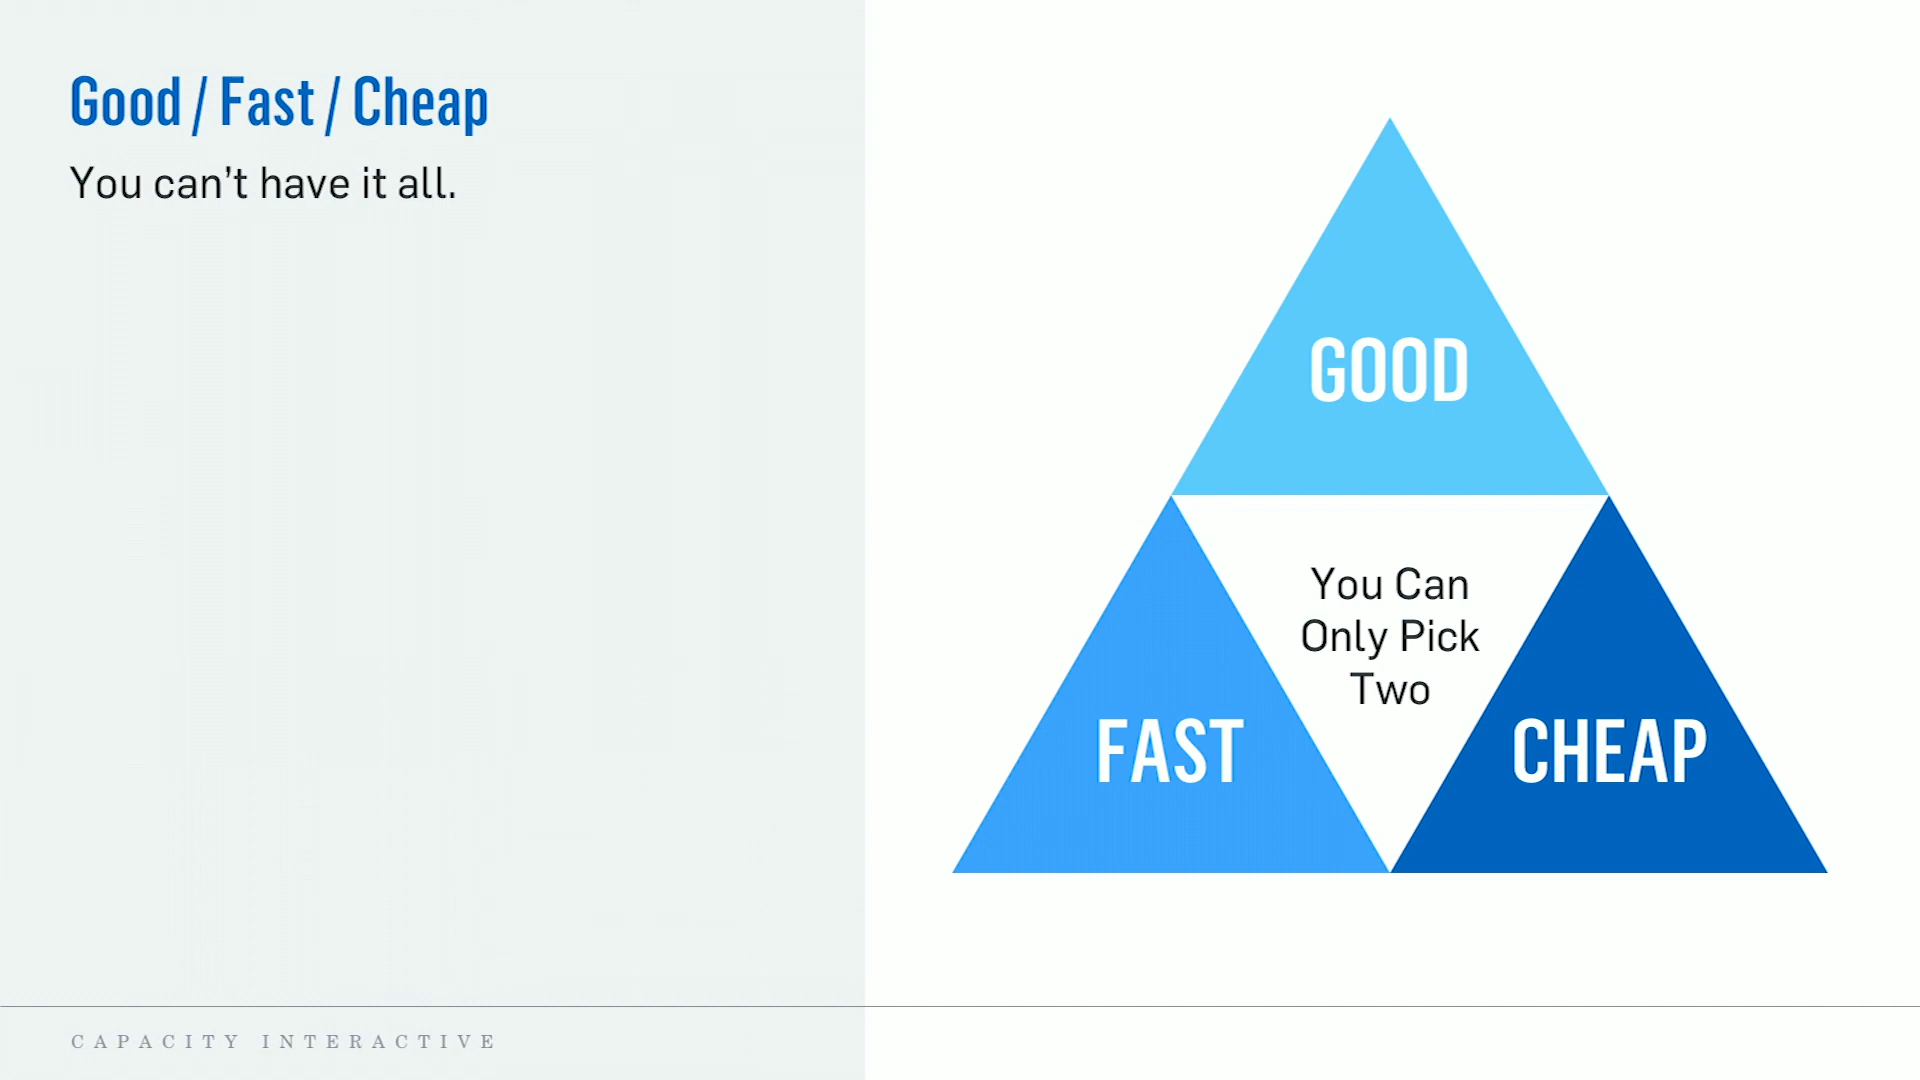 Good / Fast / Cheap
You can’t have it all.
GOOD
You Can
Only Pick
Two
FAST
CHEAP
CAPACITY INTERACTIVE